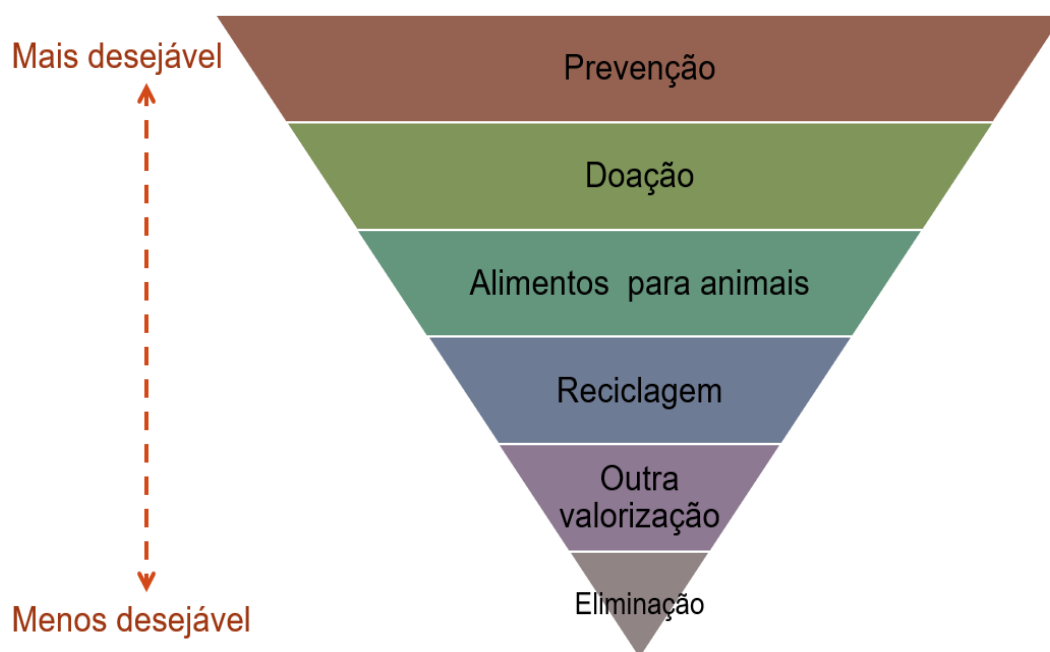 Mais desejável
Prevenção
Doação
Alimentos para animais
Reciclagem
Outra
valorização
Eliminação
Menos desejável